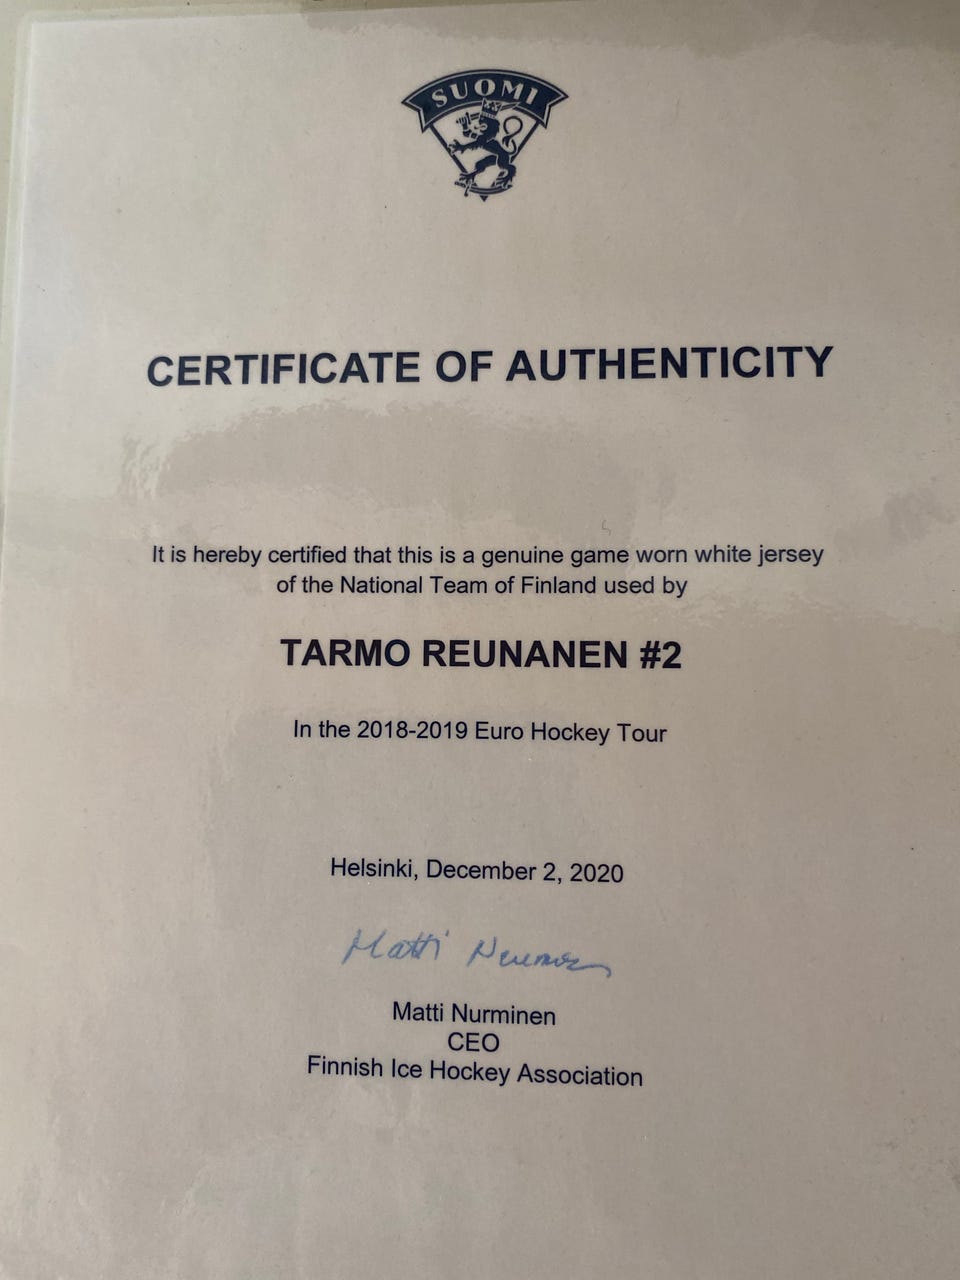 SUOMI
CERTIFICATE OF AUTHENTICITY
It is hereby certified that this is a genuine game worn white jersey
of the National Team of Finland used by
TARMO REUNANEN #2
In the 2018-2019 Euro Hockey Tour
Helsinki, December 2, 2020
Matti Nurminen
Matti Nurminen
CEO
Finnish Ice Hockey Association